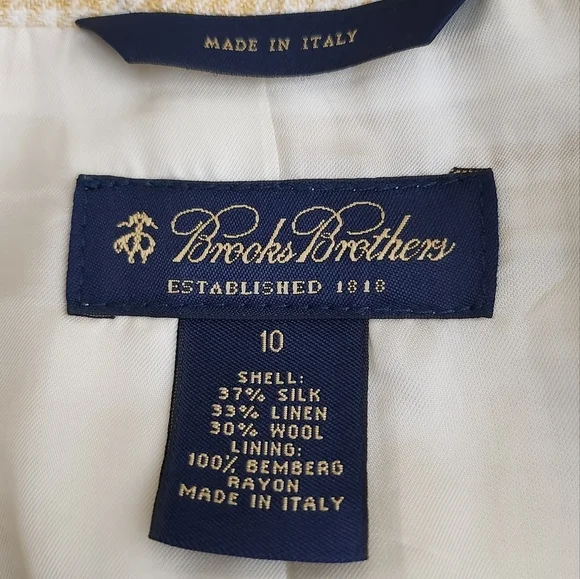 MADE IN ITALY
Brooks Brothers
ESTABLISHED 1818
10
SHELL:
37% SILK
33% LINEN
30% WOOL
LINING:
100% BEMBERG
RAYON
MADE IN ITALY